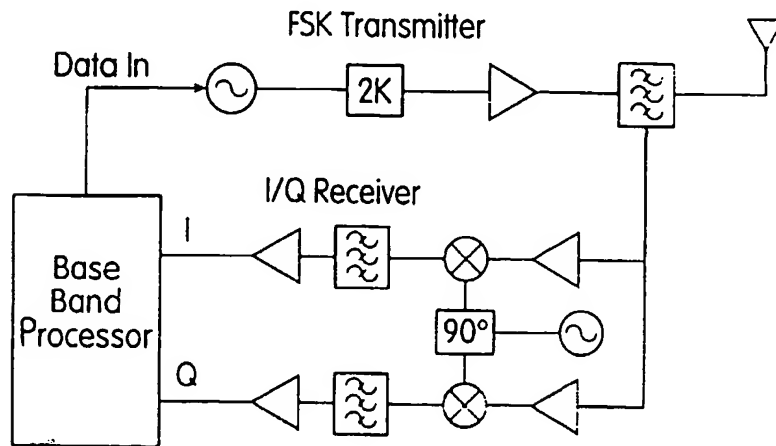 FSK Transmitter
Data In
2K
I/Q Receiver
I
Base
Band
Processor
90°
Q